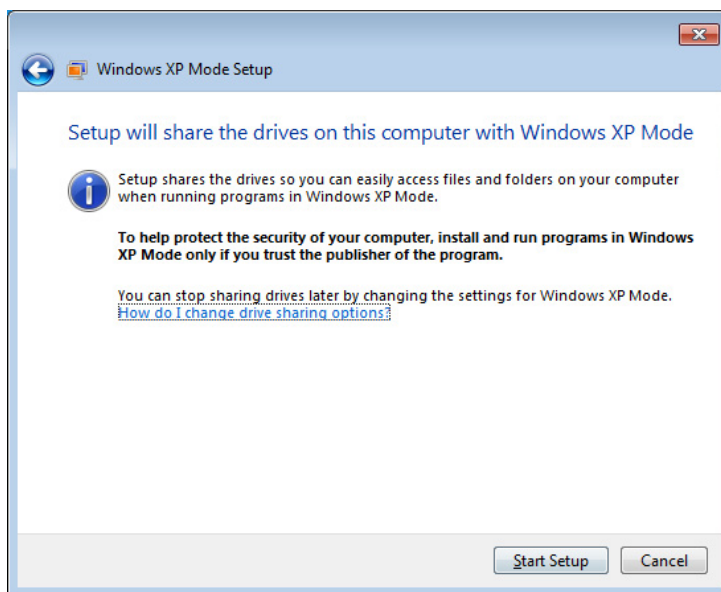 Windows XP Mode Setup
Setup will share the drives on this computer with Windows XP Mode
Setup shares the drives so you can easily access files and folders on your computer
when running programs in Windows XP Mode.
To help protect the security of your computer, install and run programs in Windows
XP Mode only if you trust the publisher of the program.
You can stop sharing drives later by changing the settings for Windows XP Mode.
How do I change drive sharing options?
Start Setup
Cancel